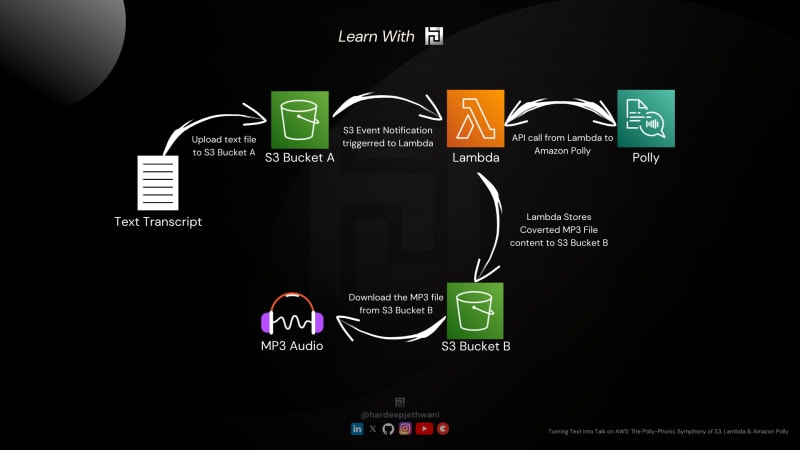 Learn With
Upload text file
to S3 Bucket A
S3 Bucket A
S3 Event Notification
triggerred to Lambda
Lambda
API call from Lambda to
Amazon Polly
Polly
Text Transcript
Lambda Stores
Coverted MP3 File
content to S3 Bucket B
Download the MP3 file
from S3 Bucket B
MP3 Audio
S3 Bucket B
@hardeepjethwani
Turning Text into Talk on AWS: The Polly-Phonic Symphony of S3, Lambda & Amazon Polly